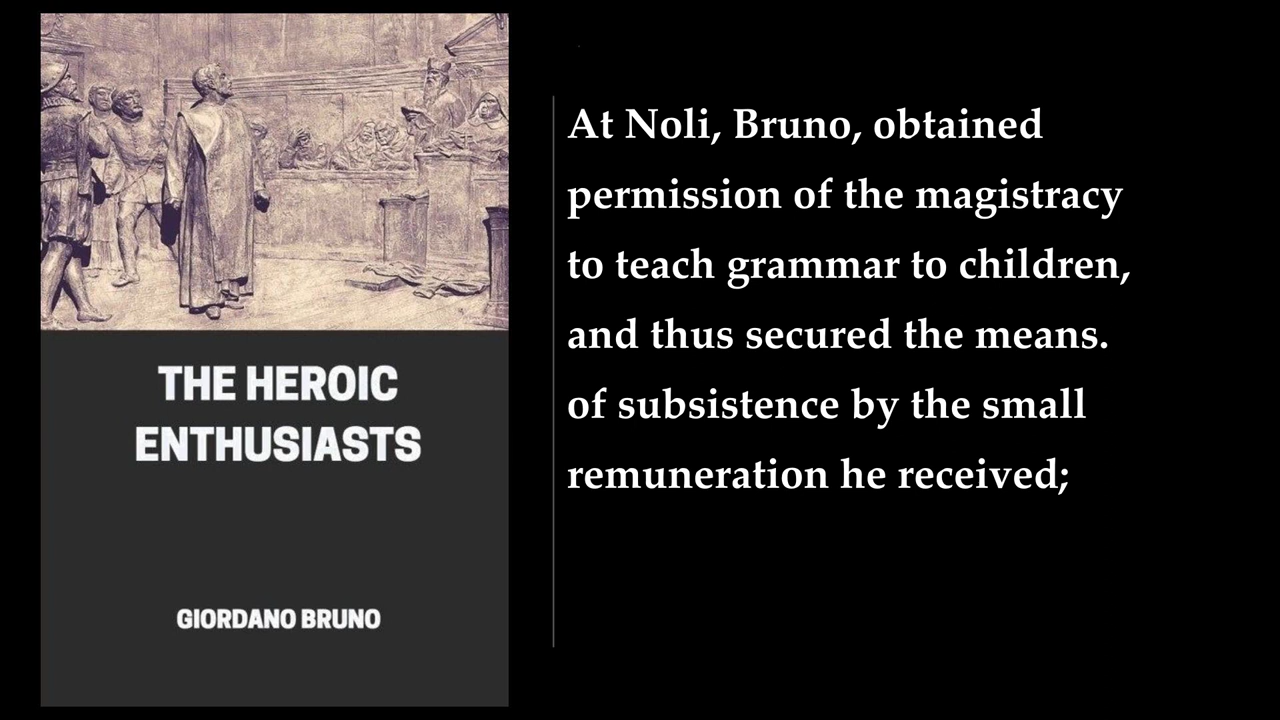 THE HEROIC
ENTHUSIASTS
GIORDANO BRUNO
At Noli, Bruno, obtained
permission of the magistracy
to teach grammar to children,
and thus secured the means.
of subsistence by the small
remuneration he received;